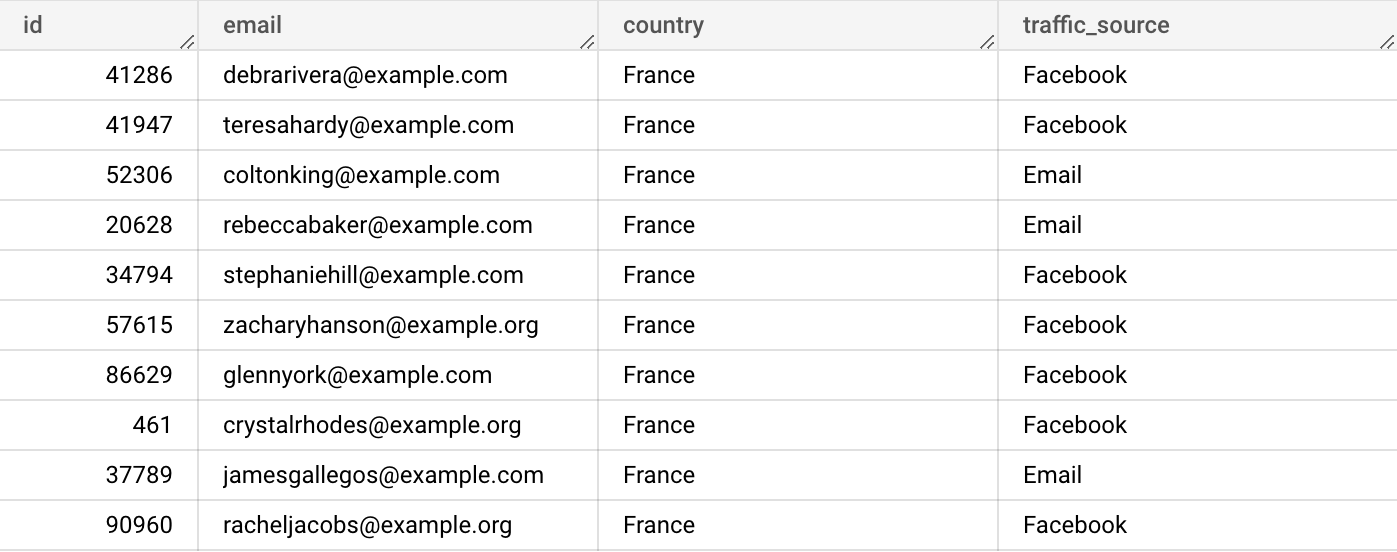 id email country traffic_source
41286 debrarivera@example.com France Facebook
41947 teresahardy@example.com France Facebook
52306 coltonking@example.com France Email
20628 rebeccabaker@example.com France Email
34794 stephaniehill@example.com France Facebook
57615 zacharyhanson@example.org France Facebook
86629 glennyork@example.com France Facebook
461 crystalrhodes@example.org France Facebook
37789 jamesgallegos@example.com France Email
90960 racheljacobs@example.org France Facebook